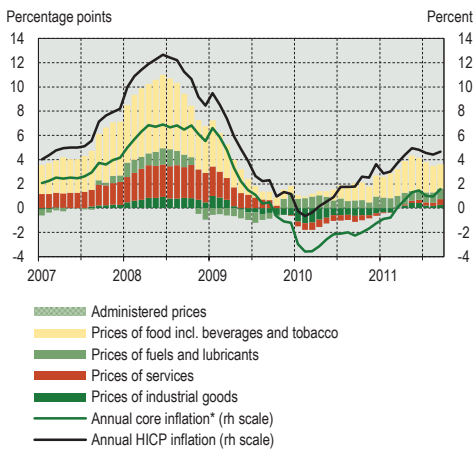 Percentage points Percent
14 14
12 12
10 10
8 8
6 6
4 4
2 2
0 0
-2 -2
-4 -4
2007 2008 2009 2010 2011
Administered prices
Prices of food incl. beverages and tobacco
Prices of fuels and lubricants
Prices of services
Prices of industrial goods
Annual core inflation* (rh scale)
Annual HICP inflation (rh scale)